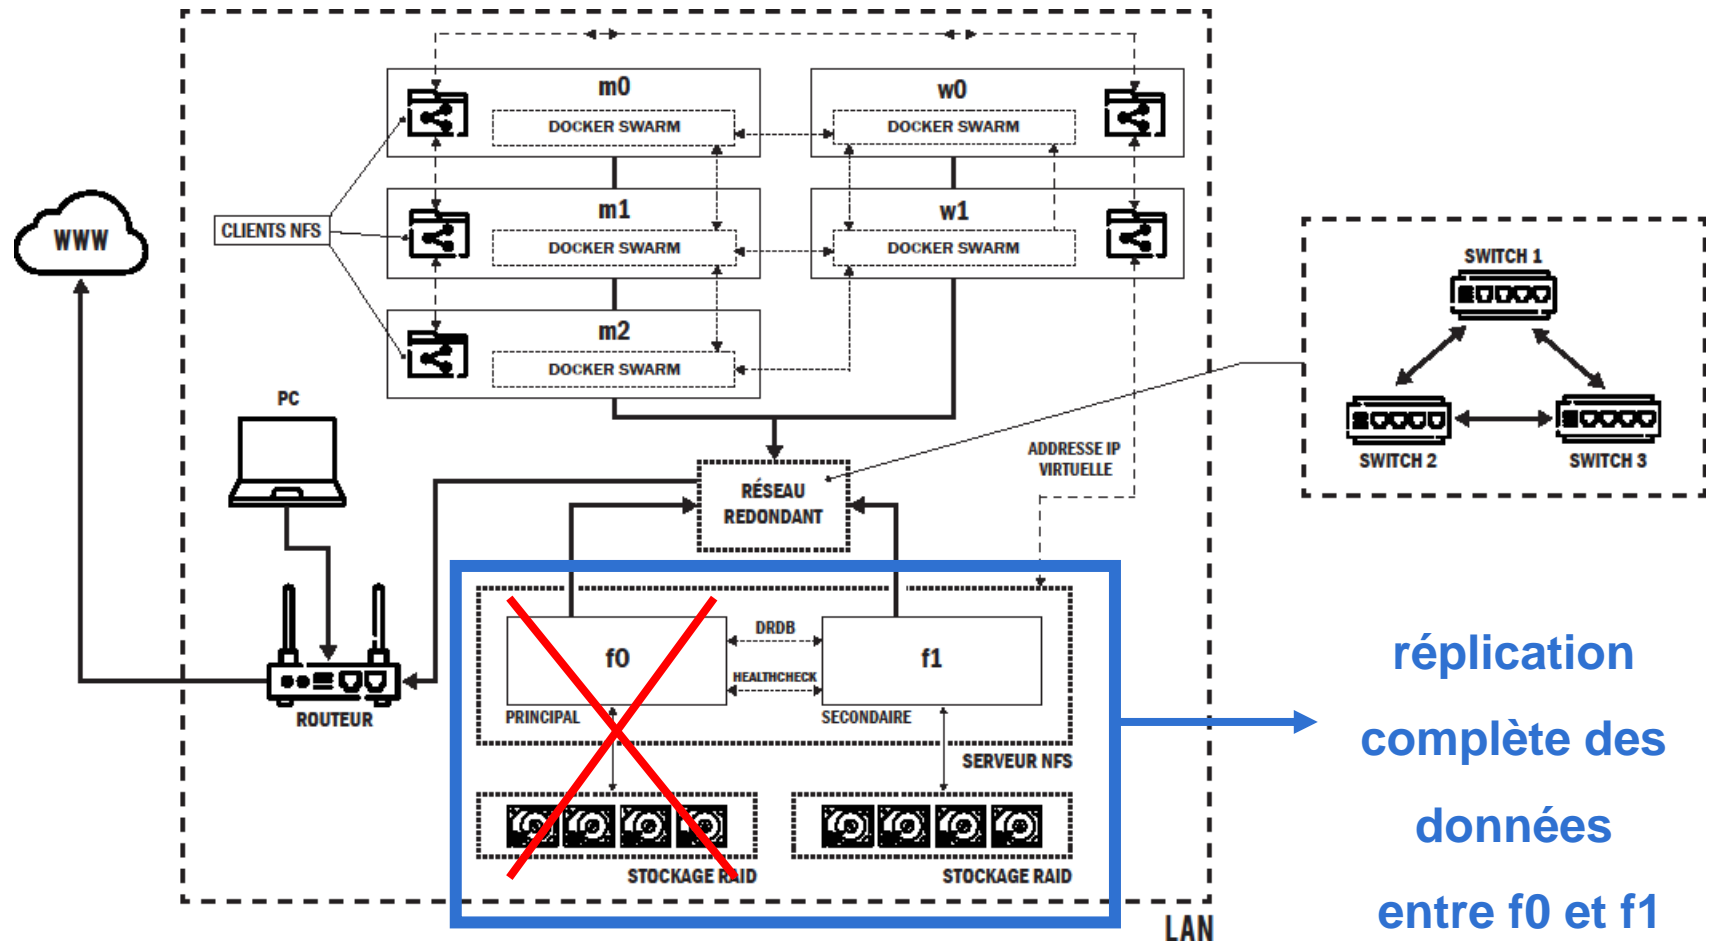 m0
DOCKER SWARM
w0
DOCKER SWARM
CLIENTS NFS
m1
DOCKER SWARM
w1
DOCKER SWARM
WWW
m2
DOCKER SWARM
SWITCH 1
SWITCH 2
SWITCH 3
PC
ADDRESSE IP
VIRTUELLE
RÉSEAU
REDONDANT
ROUTEUR
f0
DRDB
HEALTHCHECK
f1
PRINCIPAL
SECONDAIRE
SERVEUR NFS
STOCKAGE RAID
STOCKAGE RAID
LAN
réplication
complète des
données
entre f0 et f1